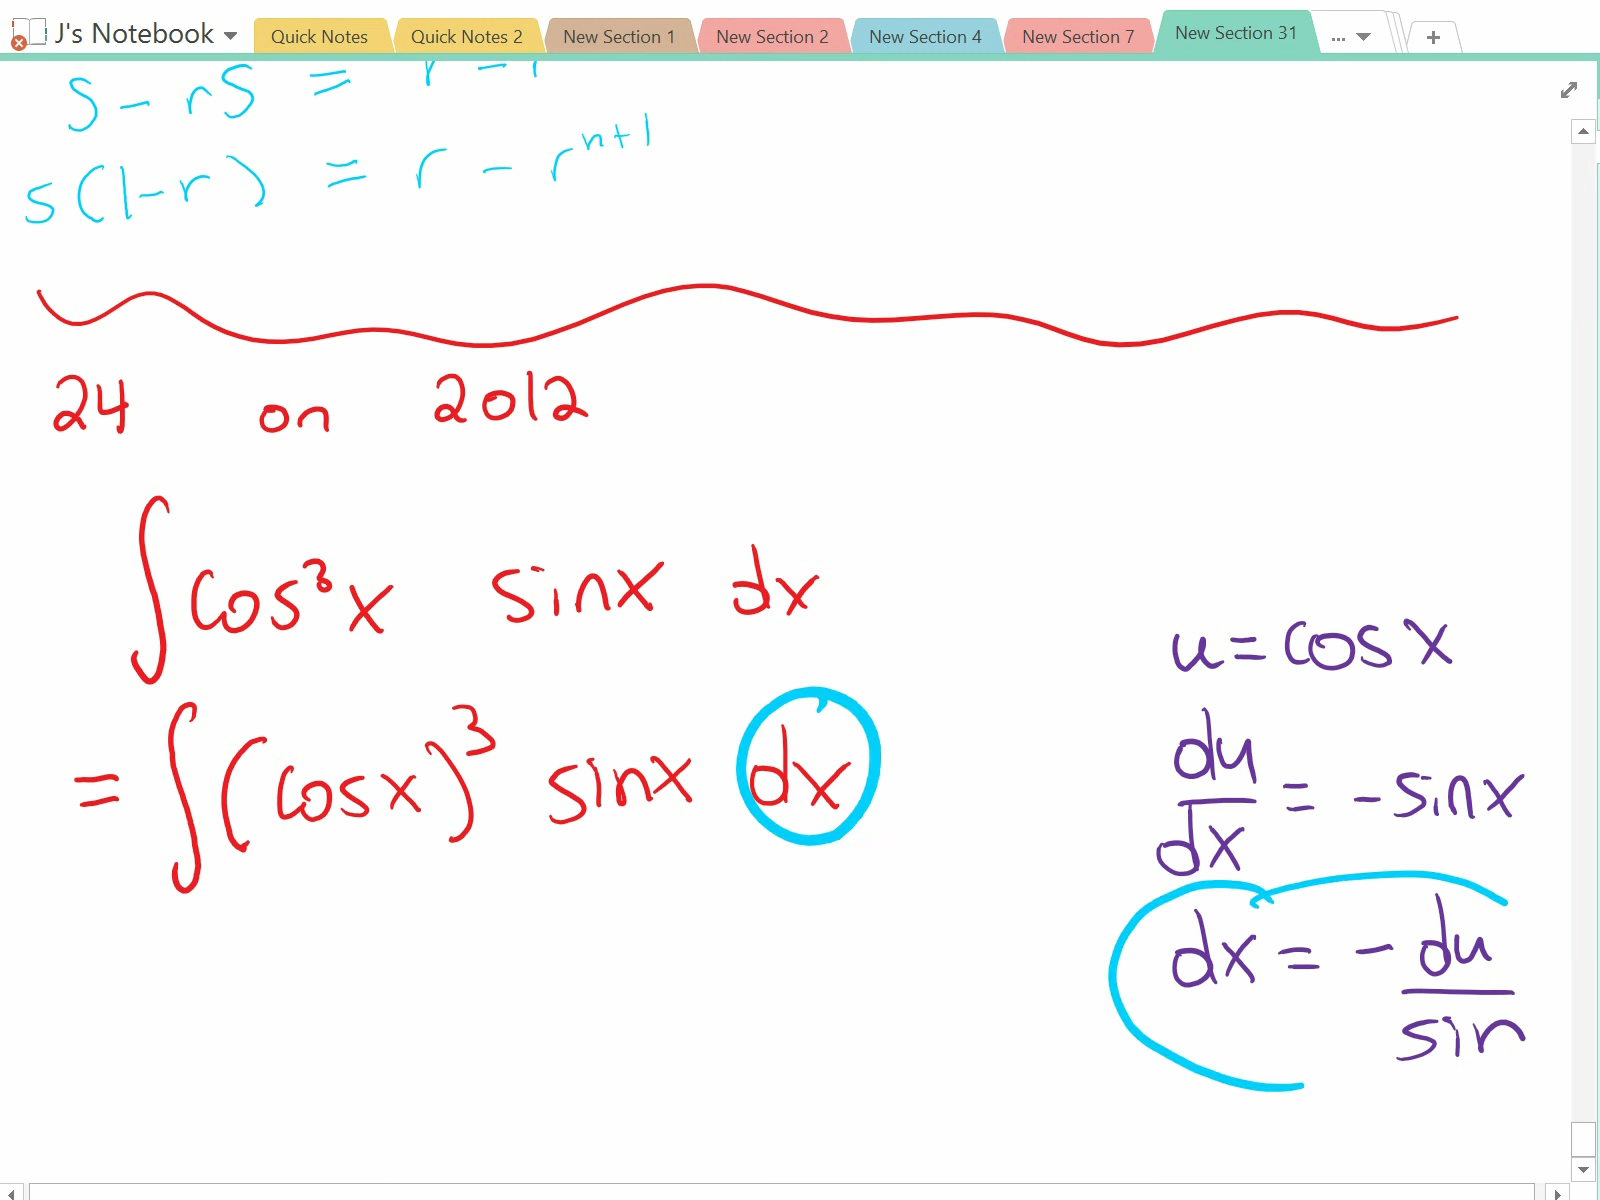 J's Notebook
Quick Notes
Quick Notes 2
New Section 1
New Section 2
New Section 4
New Section 7
New Section 31
...
+
S - rS = r - r
S(1-r) = r - r^{n+1}
24 on 2012
∫cos³x sinx dx
= ∫(cosx)³ sinx dx
u = cosx
du/dx = -sinx
dx = -du/sin